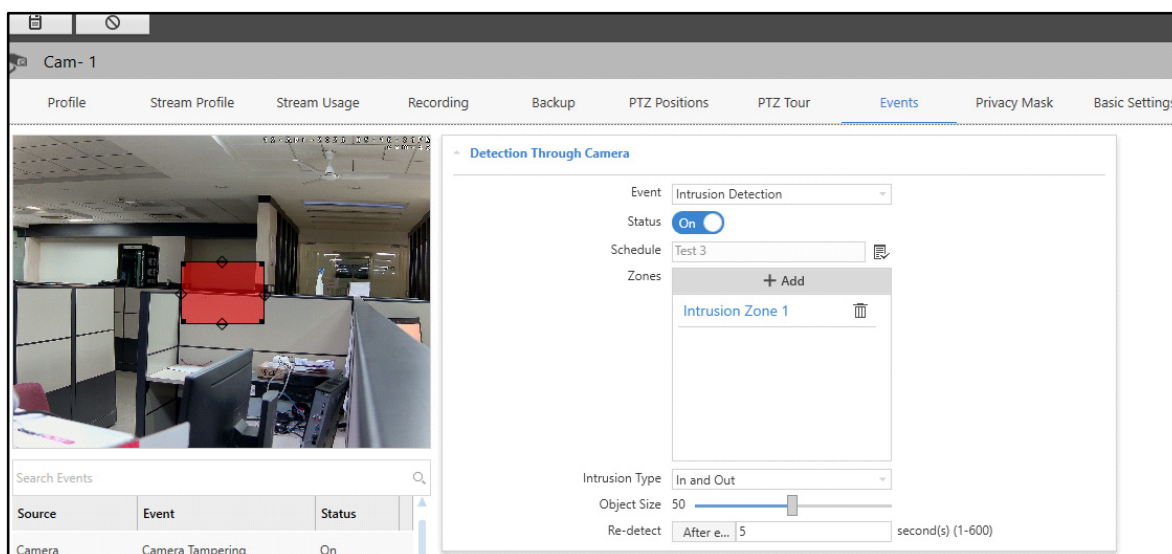 Cam- 1
Profile Stream Profile Stream Usage Recording Backup PTZ Positions PTZ Tour Events Privacy Mask Basic Settings
Detection Through Camera
Event Intrusion Detection
Status On
Schedule Test 3
Zones + Add
Intrusion Zone 1
Intrusion Type In and Out
Object Size 50
Re-detect After e... 5 second(s) (1-600)
Search Events
Source Event Status
Camera Camera Tampering On